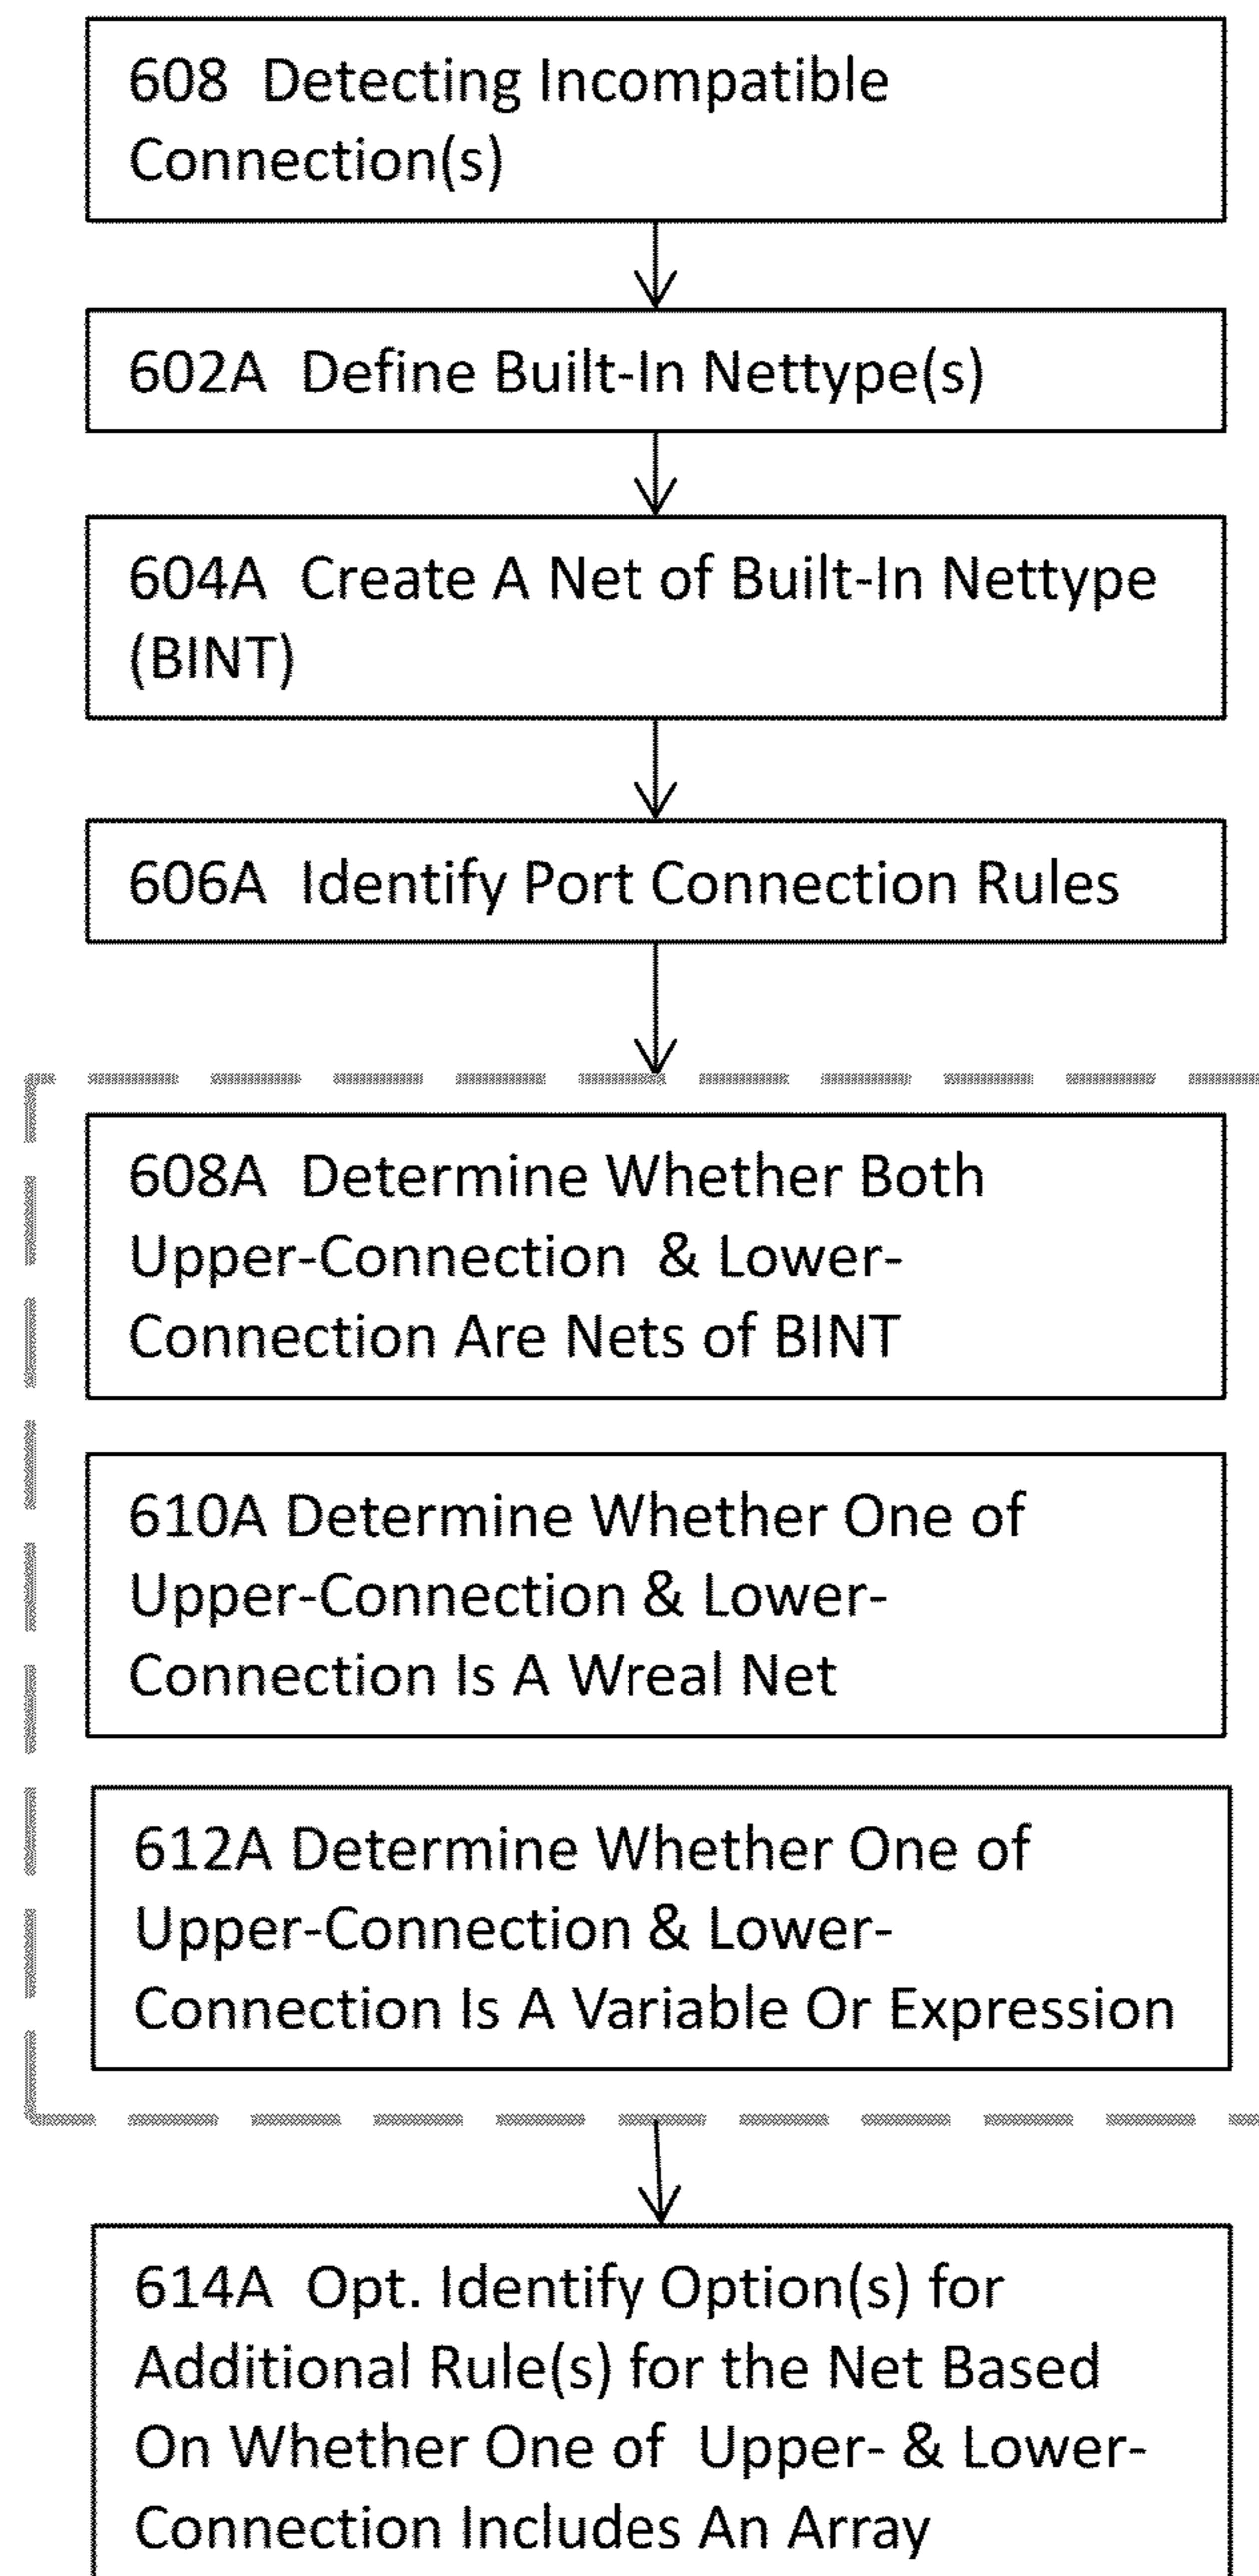 608 Detecting Incompatible
Connection(s)
602A Define Built-In Nettype(s)
604A Create A Net of Built-In Nettype
(BINT)
606A Identify Port Connection Rules
608A Determine Whether Both
Upper-Connection & Lower-
Connection Are Nets of BINT
610A Determine Whether One of
Upper-Connection & Lower-
Connection Is A Wreal Net
612A Determine Whether One of
Upper-Connection & Lower-
Connection Is A Variable Or Expression
614A Opt. Identify Option(s) for
Additional Rule(s) for the Net Based
On Whether One of Upper- & Lower-
Connection Includes An Array